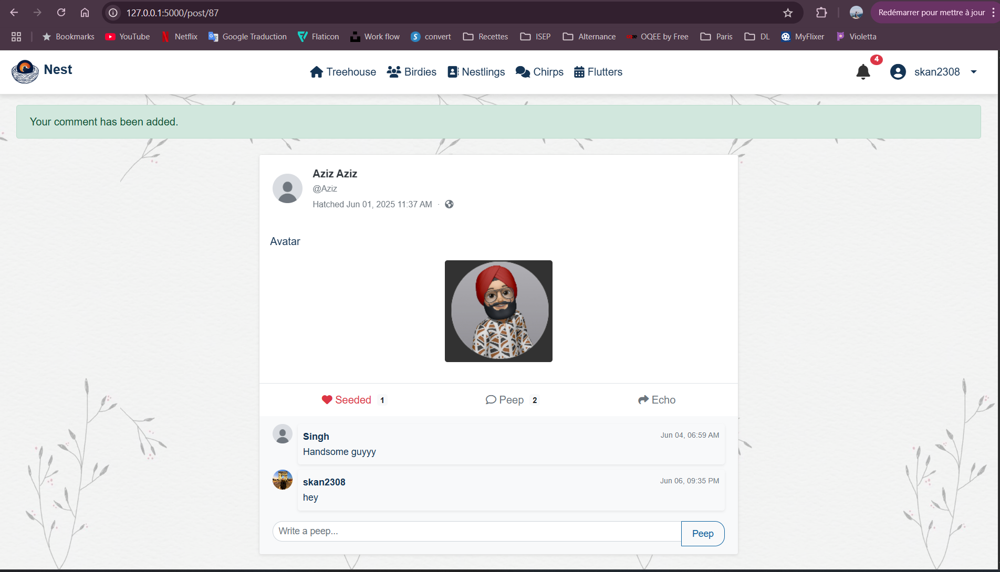 127.0.0.1:5000/post/87
Redémarrer pour mettre à jour
Bookmarks YouTube Netflix Google Traduction Flaticon Work flow convert Recettes ISEP Alternance OQEE by Free Paris DL MyFlixer Violetta
Nest
Treehouse Birdies Nestlings Chirps Flutters
4
skan2308
Your comment has been added.
Aziz Aziz
@Aziz
Hatched Jun 01, 2025 11:37 AM ·
Avatar
Seeded 1 Peep 2 Echo
Singh Jun 04, 06:59 AM
Handsome guyyy
skan2308 Jun 06, 09:35 PM
hey
Write a peep...
Peep